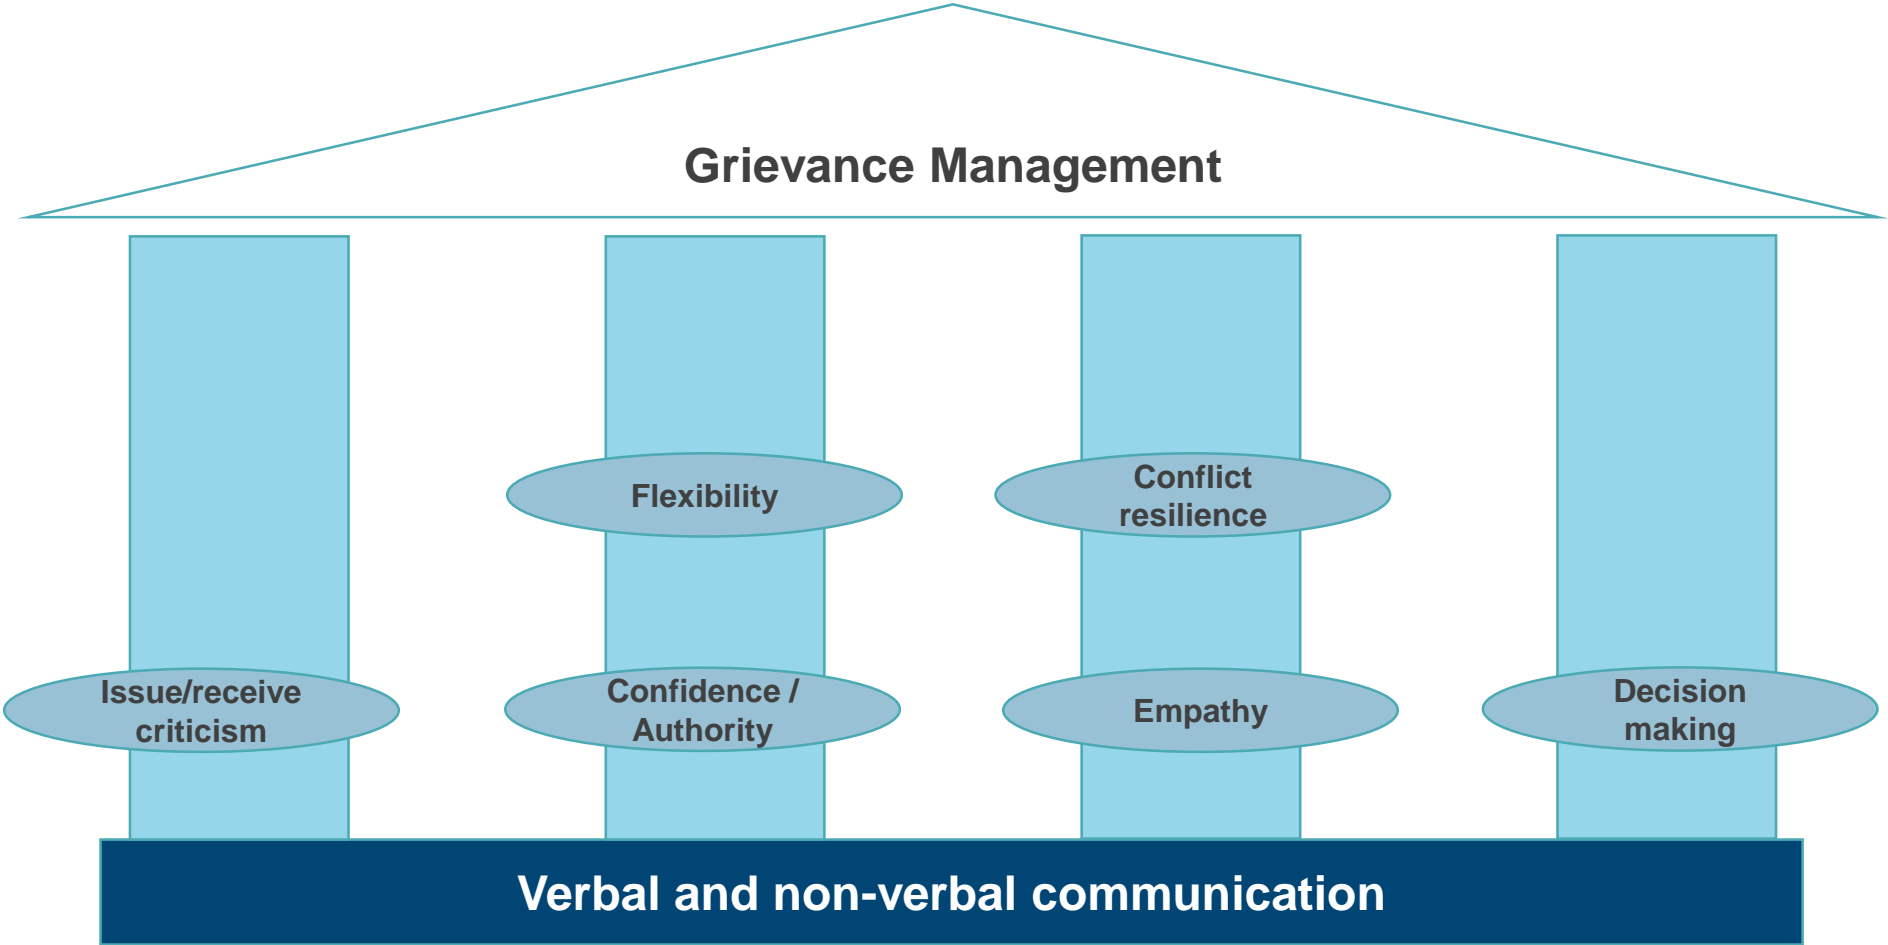 Grievance Management
Flexibility
Conflict
resilience
Issue/receive
criticism
Confidence /
Authority
Empathy
Decision
making
Verbal and non-verbal communication